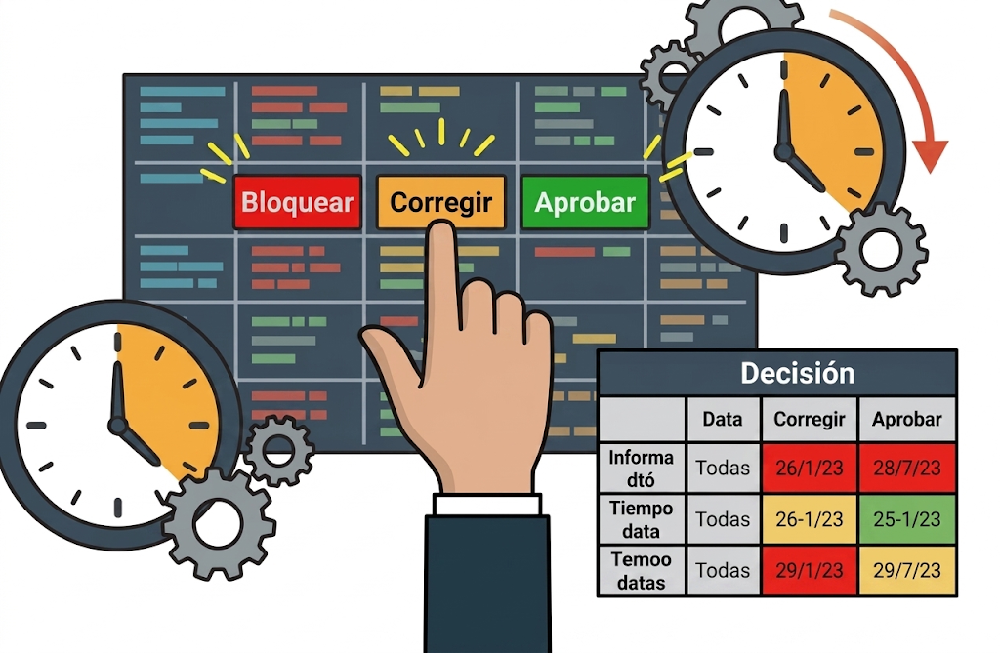 Bloquear
Corregir
Aprobar
Decisión
Data Corregir Aprobar
Informa
dtó
Todas 26/1/23 28/7/23
Tiempo
data
Todas 26-1/23 25-1/23
Temoo
datas
Todas 29/1/23 29/7/23